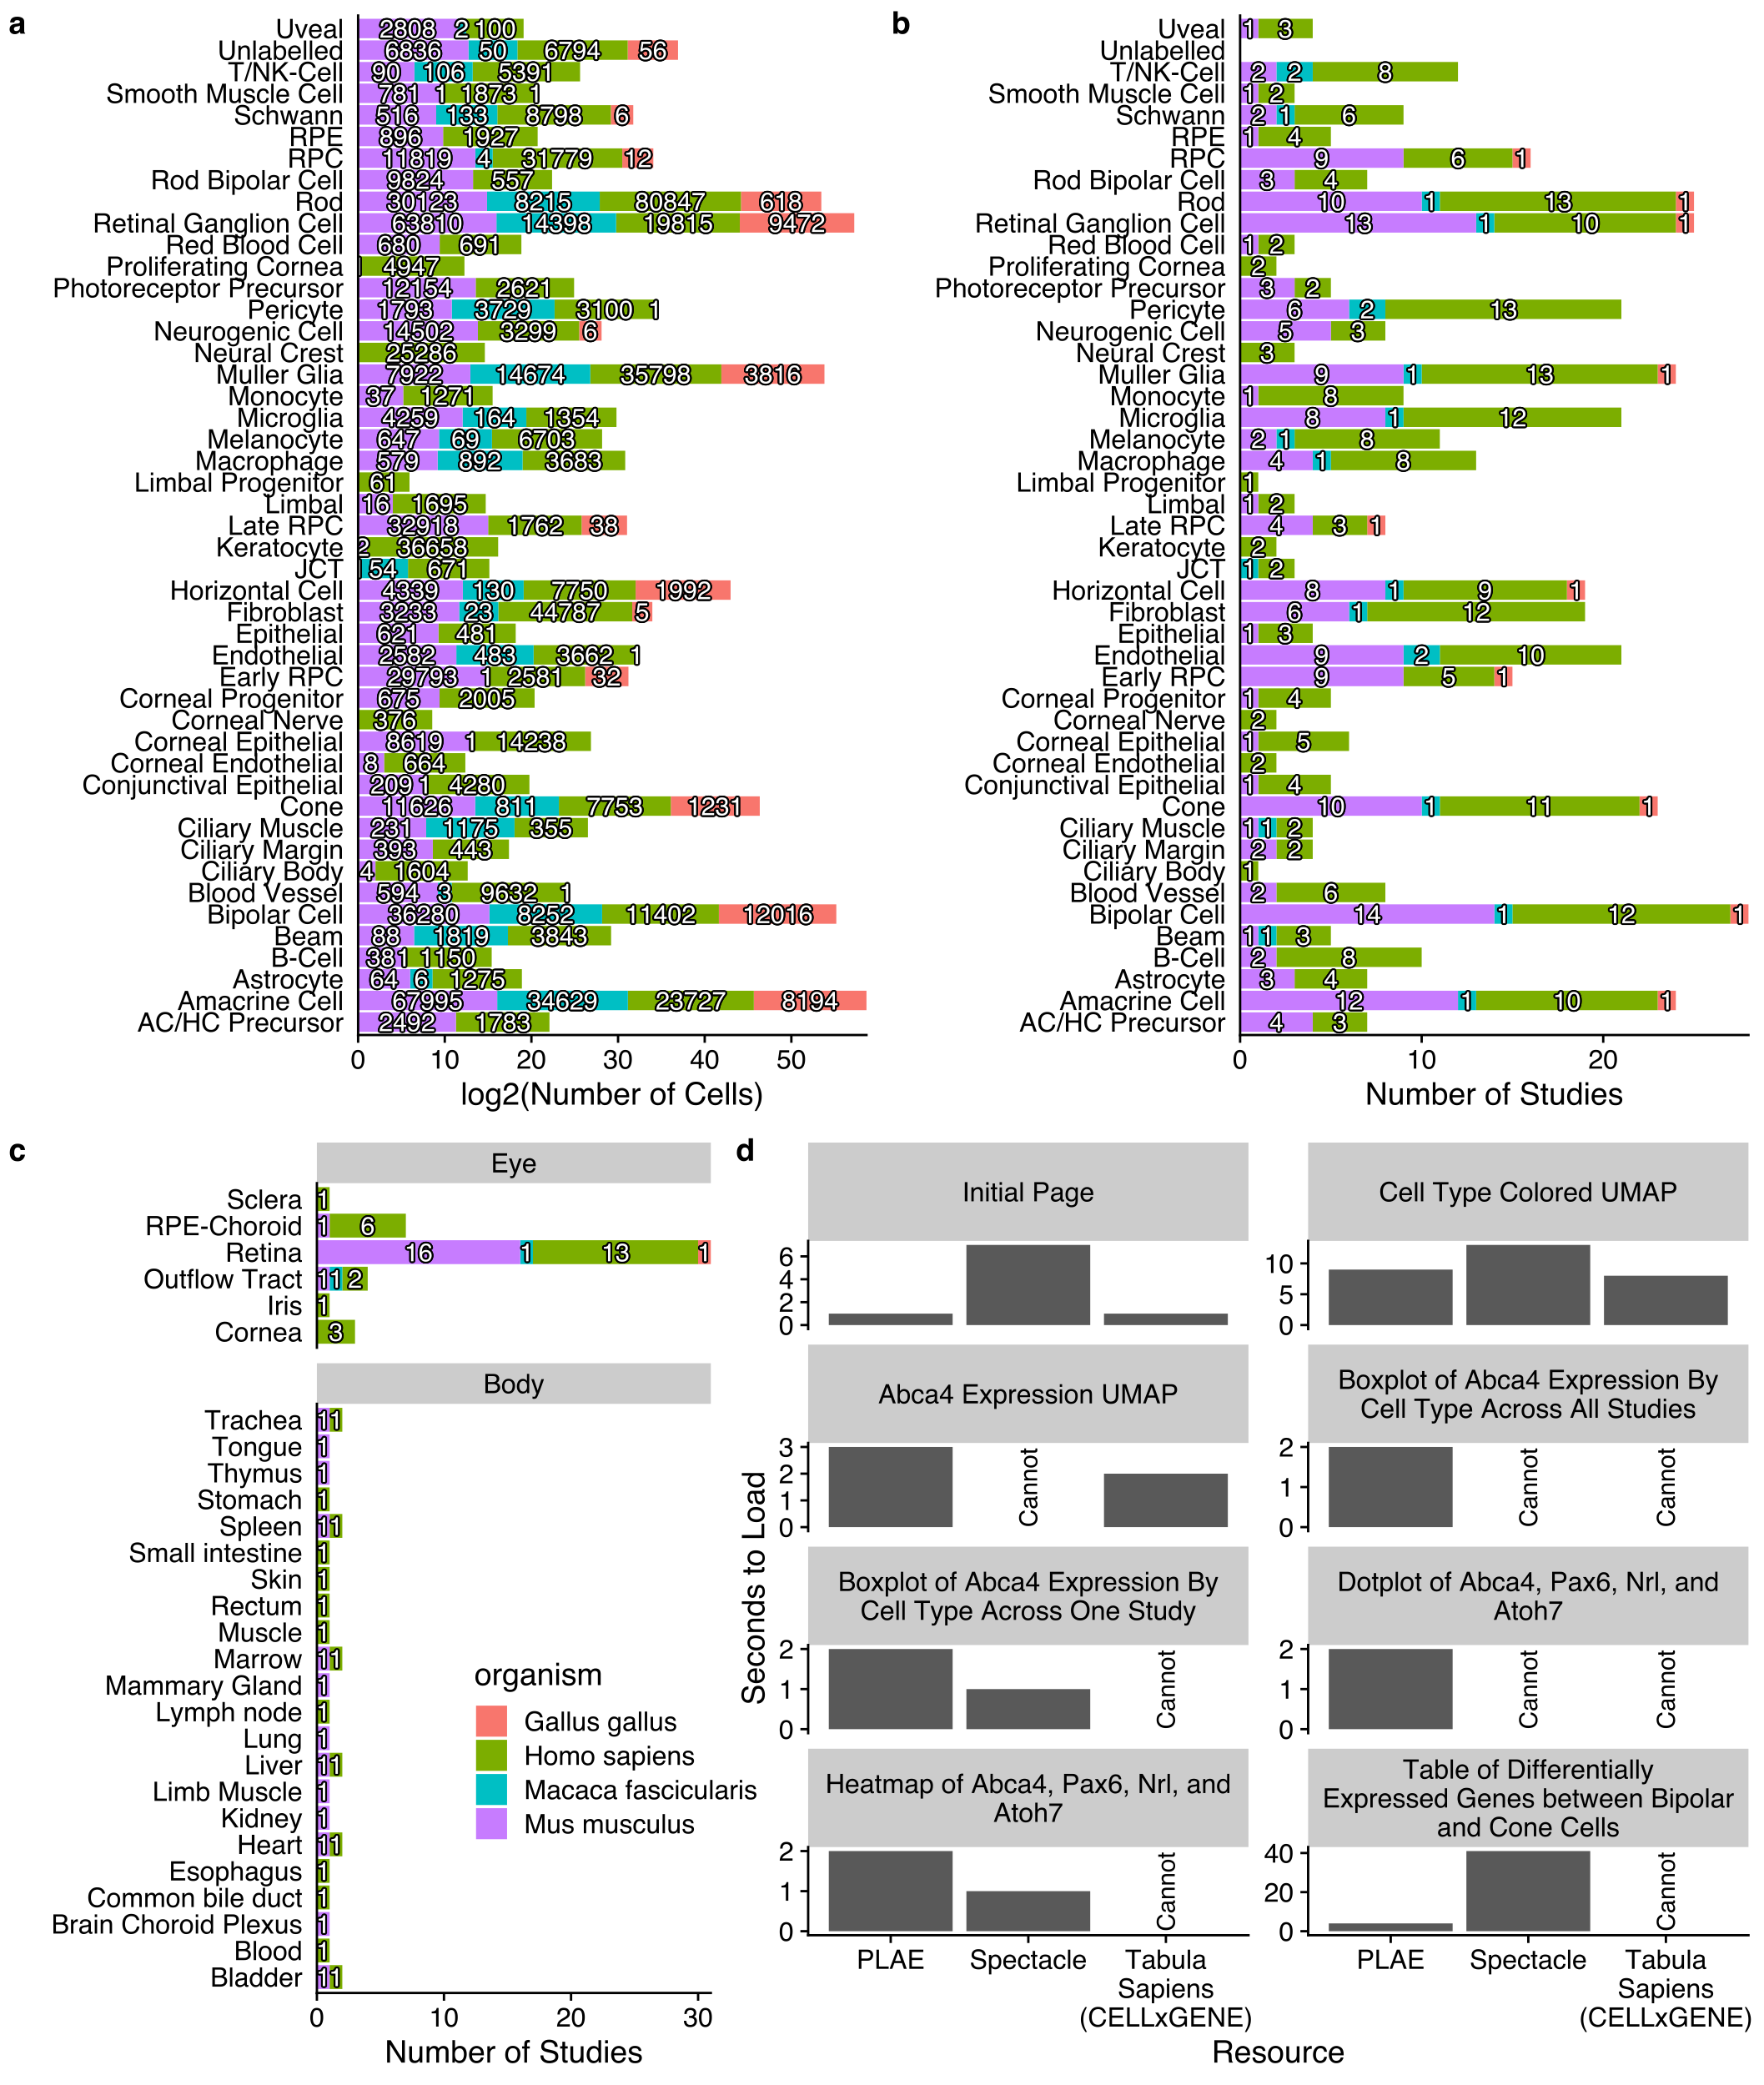 a
Uveal 2808 2 100
Unlabelled 6836 50 6794 56
T/NK-Cell 90 106 5391
Smooth Muscle Cell 781 1 1873 1
Schwann 516 133 8798 6
RPE 896 1927
RPC 11819 4 31779 12
Rod Bipolar Cell 9824 557
Rod 30123 8215 80847 618
Retinal Ganglion Cell 63810 14398 19815 9472
Red Blood Cell 680 691
Proliferating Cornea 4947
Photoreceptor Precursor 12154 2621
Pericyte 1793 3729 3100 1
Neurogenic Cell 14502 3299 6
Neural Crest 25286
Muller Glia 7922 14674 35798 3816
Monocyte 37 1271
Microglia 4259 164 1354
Melanocyte 647 69 6703
Macrophage 579 892 3683
Limbal Progenitor 61
Limbal 16 1695
Late RPC 32918 1762 38
Keratocyte 2 36658
JCT 54 671
Horizontal Cell 4339 130 7750 1992
Fibroblast 3233 23 44787 5
Epithelial 621 481
Endothelial 2582 483 3662 1
Early RPC 29793 1 2581 32
Corneal Progenitor 675 2005
Corneal Nerve 376
Corneal Epithelial 8619 1 14238
Corneal Endothelial 8 664
Conjunctival Epithelial 209 1 4280
Cone 11626 811 7753 1231
Ciliary Muscle 231 1175 355
Ciliary Margin 393 443
Ciliary Body 4 1604
Blood Vessel 594 3 9632 1
Bipolar Cell 36280 8252 11402 12016
Beam 88 1819 3843
B-Cell 381 1150
Astrocyte 64 6 1275
Amacrine Cell 67995 34629 23727 8194
AC/HC Precursor 2492 1783
0 10 20 30 40 50
log2(Number of Cells)
b
Uveal 1 3
Unlabelled
T/NK-Cell 2 2 8
Smooth Muscle Cell 1 2
Schwann 2 1 6
RPE 1 4
RPC 9 6 1
Rod Bipolar Cell 3 4
Rod 10 1 13 1
Retinal Ganglion Cell 13 1 10 1
Red Blood Cell 1 2
Proliferating Cornea 2
Photoreceptor Precursor 3 2
Pericyte 6 2 13
Neurogenic Cell 5 3
Neural Crest 3
Muller Glia 9 1 13 1
Monocyte 1 8
Microglia 8 1 12
Melanocyte 2 1 8
Macrophage 4 1 8
Limbal Progenitor 1
Limbal 1 2
Late RPC 4 3 1
Keratocyte 2
JCT 1 2
Horizontal Cell 8 1 9 1
Fibroblast 6 1 12
Epithelial 1 3
Endothelial 9 2 10
Early RPC 9 5 1
Corneal Progenitor 1 4
Corneal Nerve 2
Corneal Epithelial 1 5
Corneal Endothelial 2
Conjunctival Epithelial 1 4
Cone 10 1 11 1
Ciliary Muscle 1 1 2
Ciliary Margin 2 2
Ciliary Body 1
Blood Vessel 2 6
Bipolar Cell 14 1 12 1
Beam 1 1 3
B-Cell 2 8
Astrocyte 3 4
Amacrine Cell 12 1 10 1
AC/HC Precursor 4 3
0 10 20
Number of Studies
c
Eye
Sclera 1
RPE-Choroid 1 6
Retina 16 1 13 1
Outflow Tract 1 1 2
Iris 1
Cornea 3
Body
Trachea 1 1
Tongue 1
Thymus 1
Stomach 1
Spleen 1 1
Small intestine 1
Skin 1
Rectum 1
Muscle 1
Marrow 1 1
Mammary Gland 1
Lymph node 1
Lung 1
Liver 1 1
Limb Muscle 1
Kidney 1
Heart 1 1
Esophagus 1
Common bile duct 1
Brain Choroid Plexus 1
Blood 1
Bladder 1 1
0 10 20 30
Number of Studies
organism
Gallus gallus
Homo sapiens
Macaca fascicularis
Mus musculus
d
Seconds to Load
Initial Page
6
4
2
0
Cell Type Colored UMAP
10
5
0
Abca4 Expression UMAP
3
2
1
0
Cannot
Boxplot of Abca4 Expression By
Cell Type Across All Studies
2
1
0
Cannot
Cannot
Boxplot of Abca4 Expression By
Cell Type Across One Study
2
1
0
Cannot
Dotplot of Abca4, Pax6, Nrl, and
Atoh7
2
1
0
Cannot
Cannot
Heatmap of Abca4, Pax6, Nrl, and
Atoh7
2
1
0
Cannot
Table of Differentially
Expressed Genes between Bipolar
and Cone Cells
40
20
0
Cannot
PLAE Spectacle Tabula
Sapiens
(CELLxGENE)
PLAE Spectacle Tabula
Sapiens
(CELLxGENE)
Resource